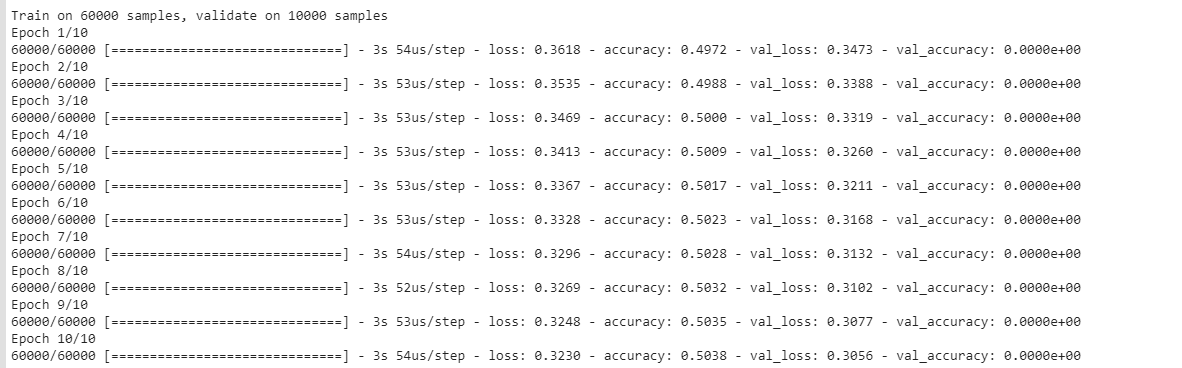 Train on 60000 samples, validate on 10000 samples
Epoch 1/10
60000/60000 [==============================] - 3s 54us/step - loss: 0.3618 - accuracy: 0.4972 - val_loss: 0.3473 - val_accuracy: 0.0000e+00
Epoch 2/10
60000/60000 [==============================] - 3s 53us/step - loss: 0.3535 - accuracy: 0.4988 - val_loss: 0.3388 - val_accuracy: 0.0000e+00
Epoch 3/10
60000/60000 [==============================] - 3s 53us/step - loss: 0.3469 - accuracy: 0.5000 - val_loss: 0.3319 - val_accuracy: 0.0000e+00
Epoch 4/10
60000/60000 [==============================] - 3s 53us/step - loss: 0.3413 - accuracy: 0.5009 - val_loss: 0.3260 - val_accuracy: 0.0000e+00
Epoch 5/10
60000/60000 [==============================] - 3s 53us/step - loss: 0.3367 - accuracy: 0.5017 - val_loss: 0.3211 - val_accuracy: 0.0000e+00
Epoch 6/10
60000/60000 [==============================] - 3s 53us/step - loss: 0.3328 - accuracy: 0.5023 - val_loss: 0.3168 - val_accuracy: 0.0000e+00
Epoch 7/10
60000/60000 [==============================] - 3s 54us/step - loss: 0.3296 - accuracy: 0.5028 - val_loss: 0.3132 - val_accuracy: 0.0000e+00
Epoch 8/10
60000/60000 [==============================] - 3s 52us/step - loss: 0.3269 - accuracy: 0.5032 - val_loss: 0.3102 - val_accuracy: 0.0000e+00
Epoch 9/10
60000/60000 [==============================] - 3s 53us/step - loss: 0.3248 - accuracy: 0.5035 - val_loss: 0.3077 - val_accuracy: 0.0000e+00
Epoch 10/10
60000/60000 [==============================] - 3s 54us/step - loss: 0.3230 - accuracy: 0.5038 - val_loss: 0.3056 - val_accuracy: 0.0000e+00